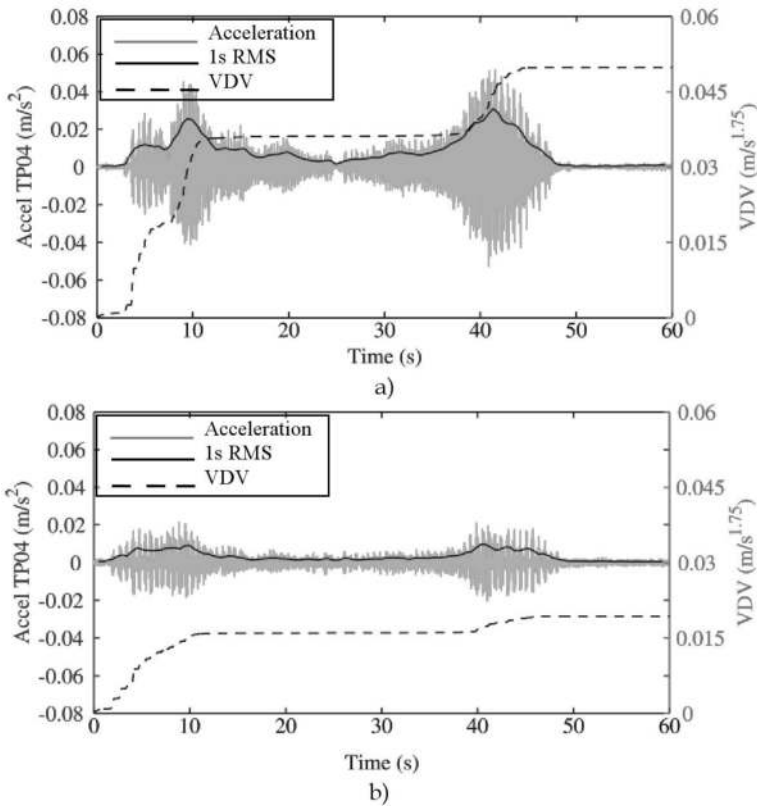 0.08
0.06
0.04
0.02
0
-0.02
-0.04
-0.06
-0.08
Accel TP04 (m/s²)
Acceleration
1s RMS
VDV
0.06
0.045
0.03
0.015
0
VDV (m/s^1.75)
0 10 20 30 40 50 60
Time (s)
a)
0.08
0.06
0.04
0.02
0
-0.02
-0.04
-0.06
-0.08
Accel TP04 (m/s²)
Acceleration
1s RMS
VDV
0.06
0.045
0.03
0.015
0
VDV (m/s^1.75)
0 10 20 30 40 50 60
Time (s)
b)